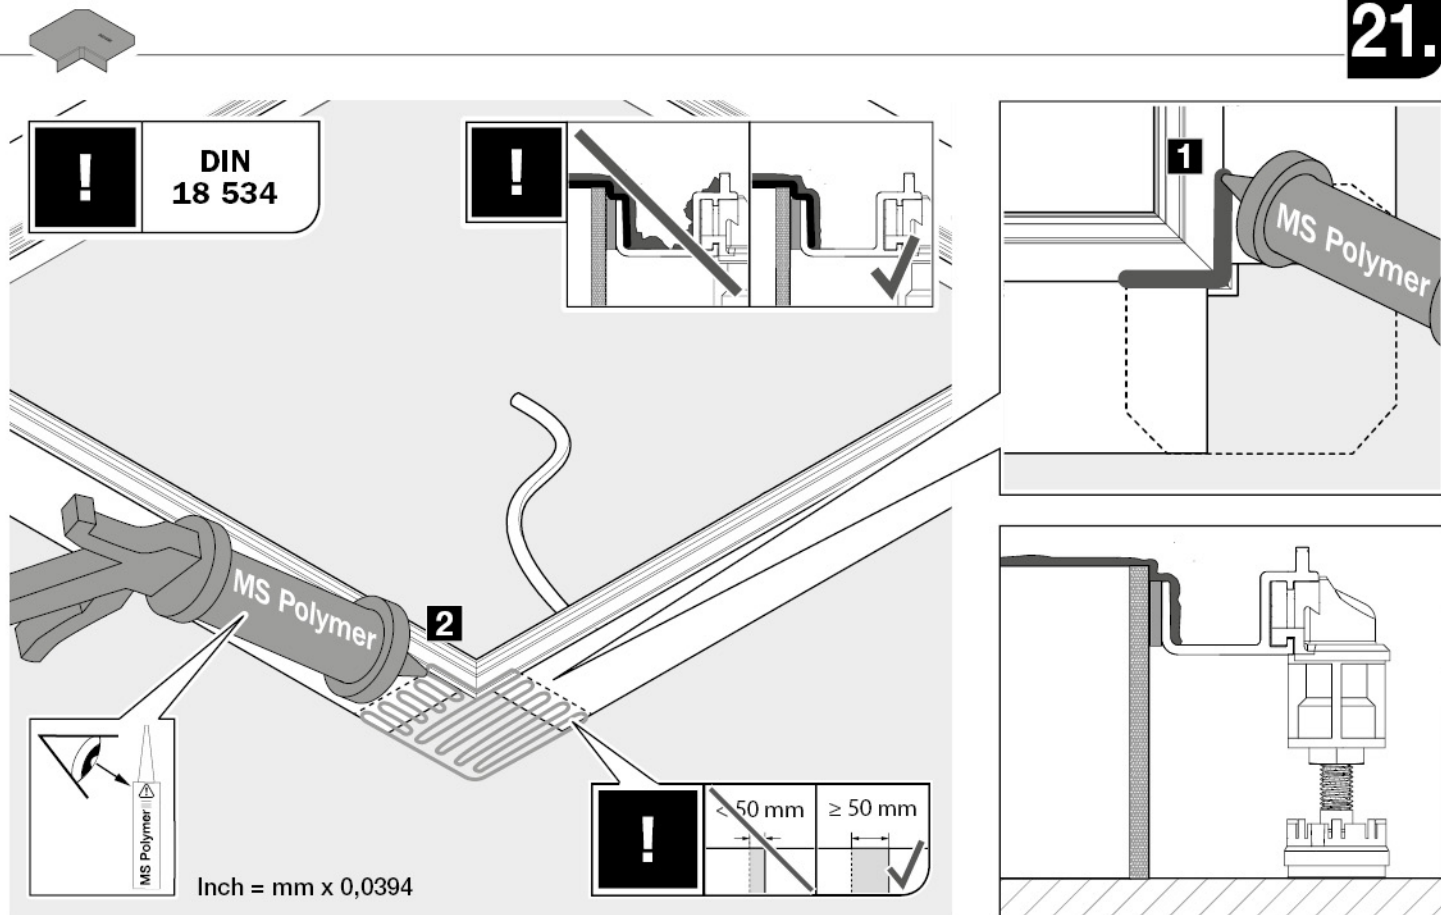 21.
!
DIN
18 534
!
1
MS Polymer
MS Polymer
2
MS Polymer
!
< 50 mm
≥ 50 mm
Inch = mm x 0,0394